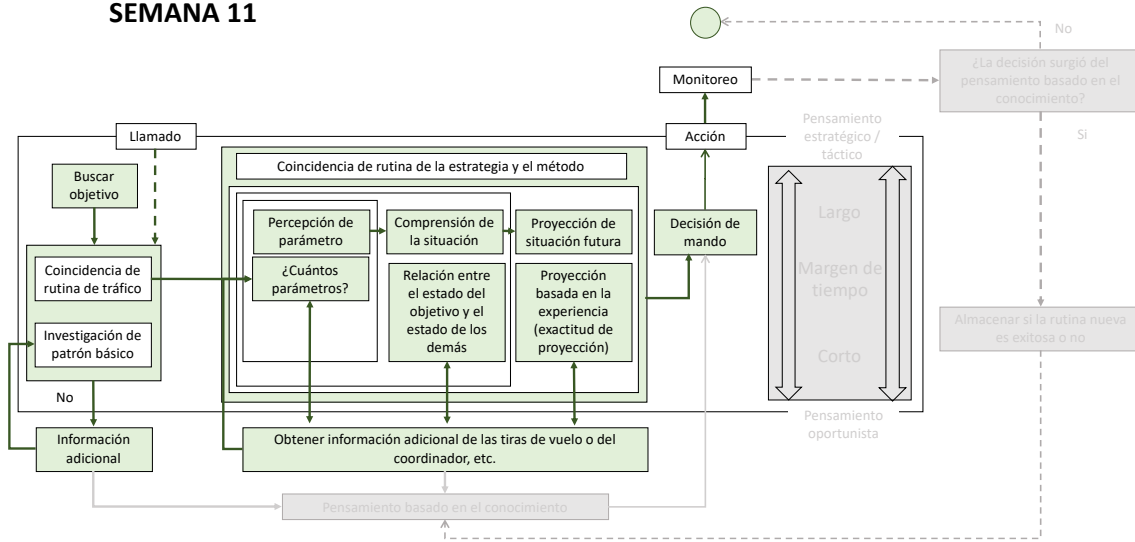 SEMANA 11
No
¿La decisión surgió del
pensamiento basado en el
conocimiento?
Si
Monitoreo
Llamado
Acción
Pensamiento
estratégico /
táctico
Buscar
objetivo
Coincidencia de rutina de la estrategia y el método
Percepción de
parámetro
Comprensión de
la situación
Proyección de
situación futura
Decisión de
mando
Largo
Coincidencia de
rutina de tráfico
¿Cuántos
parámetros?
Relación entre
el estado del
objetivo y el
estado de los
demás
Proyección
basada en la
experiencia
(exactitud de
proyección)
Margen de
tiempo
Investigación de
patrón básico
Almacenar si la rutina nueva
es exitosa o no
Corto
No
Pensamiento
oportunista
Información
adicional
Obtener información adicional de las tiras de vuelo o del
coordinador, etc.
Pensamiento basado en el conocimiento